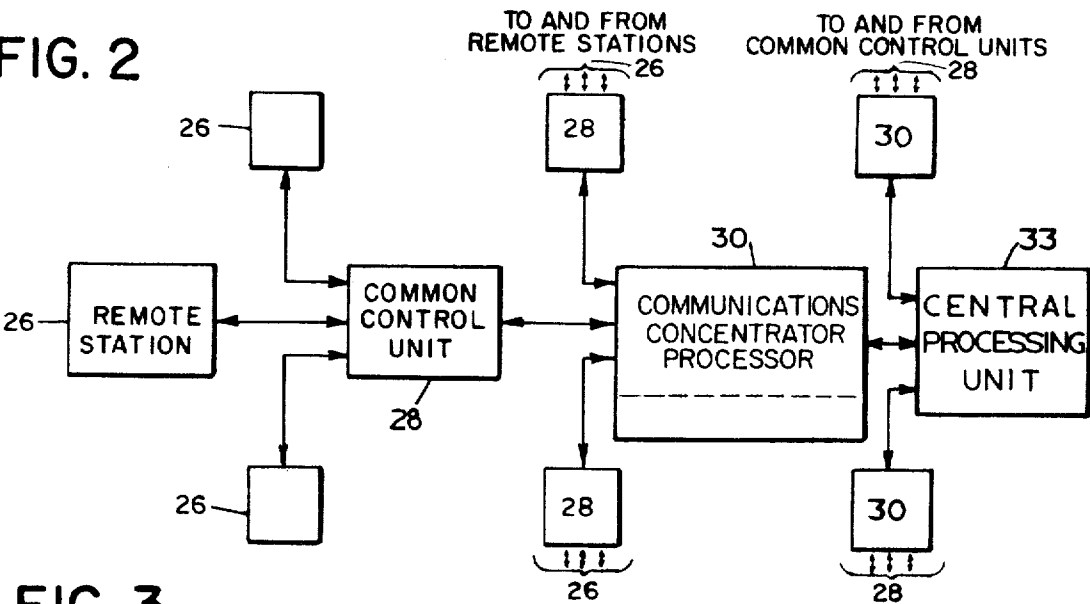 FIG. 2
TO AND FROM
REMOTE STATIONS
26
TO AND FROM
COMMON CONTROL UNITS
28
26
28
30
26
REMOTE
STATION
COMMON
CONTROL
UNIT
28
30
COMMUNICATIONS
CONCENTRATOR
PROCESSOR
33
CENTRAL
PROCESSING
UNIT
26
28
26
30
28
FIG. 3